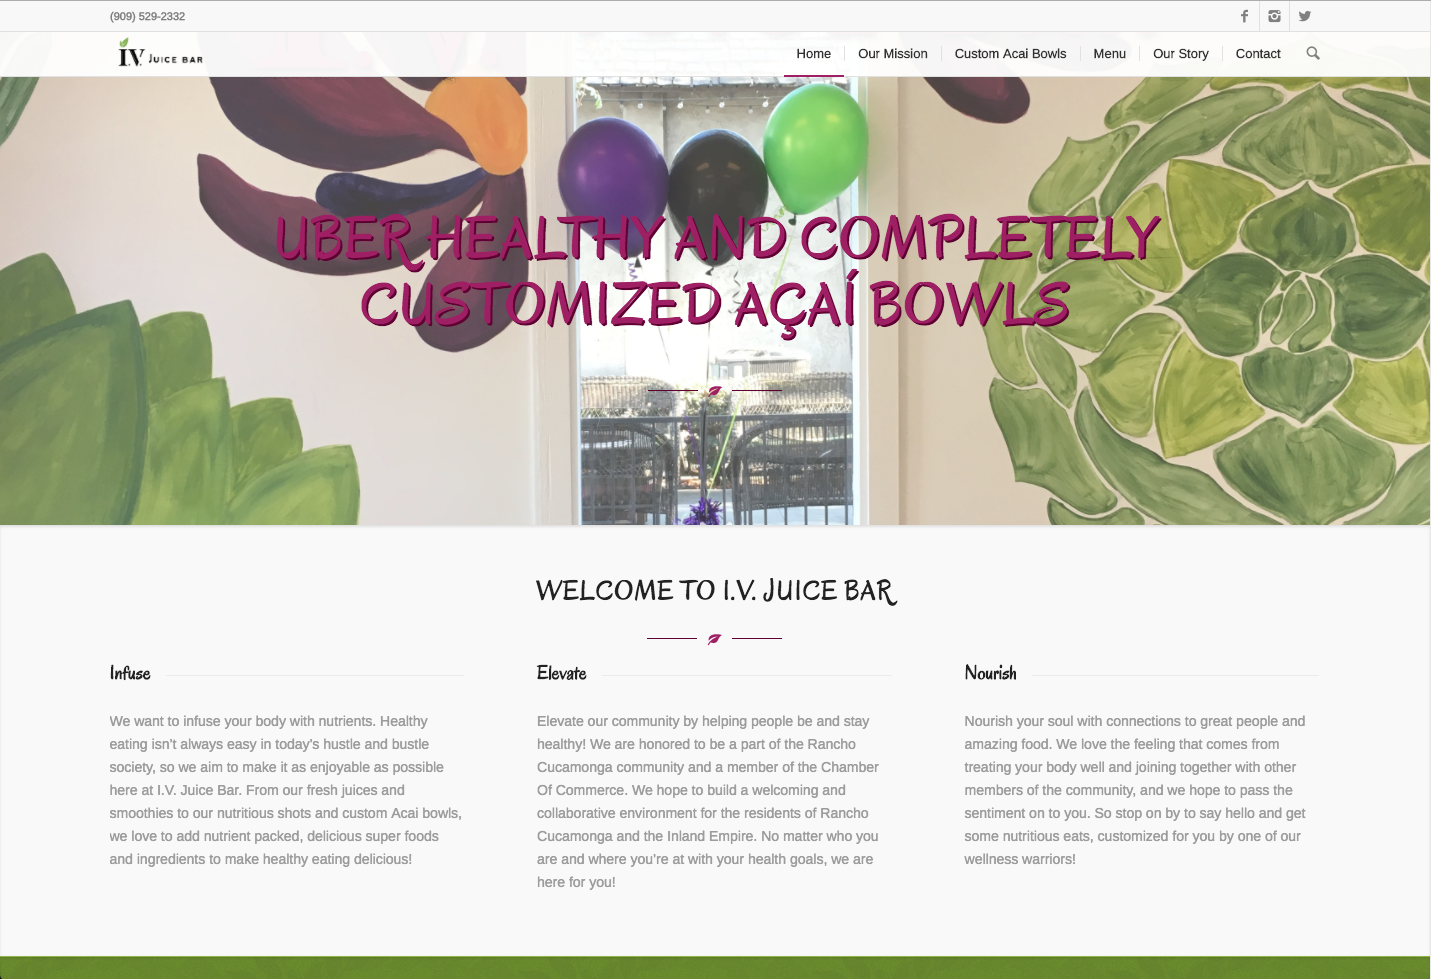 (909) 529-2332
I.V. JUICE BAR
Home
Our Mission
Custom Acai Bowls
Menu
Our Story
Contact
UBER HEALTHY AND COMPLETELY
CUSTOMIZED AÇAÍ BOWLS
WELCOME TO I.V. JUICE BAR
Infuse
We want to infuse your body with nutrients. Healthy
eating isn’t always easy in today’s hustle and bustle
society, so we aim to make it as enjoyable as possible
here at I.V. Juice Bar. From our fresh juices and
smoothies to our nutritious shots and custom Acai bowls,
we love to add nutrient packed, delicious super foods
and ingredients to make healthy eating delicious!
Elevate
Elevate our community by helping people be and stay
healthy! We are honored to be a part of the Rancho
Cucamonga community and a member of the Chamber
Of Commerce. We hope to build a welcoming and
collaborative environment for the residents of Rancho
Cucamonga and the Inland Empire. No matter who you
are and where you’re at with your health goals, we are
here for you!
Nourish
Nourish your soul with connections to great people and
amazing food. We love the feeling that comes from
treating your body well and joining together with other
members of the community, and we hope to pass the
sentiment on to you. So stop on by to say hello and get
some nutritious eats, customized for you by one of our
wellness warriors!